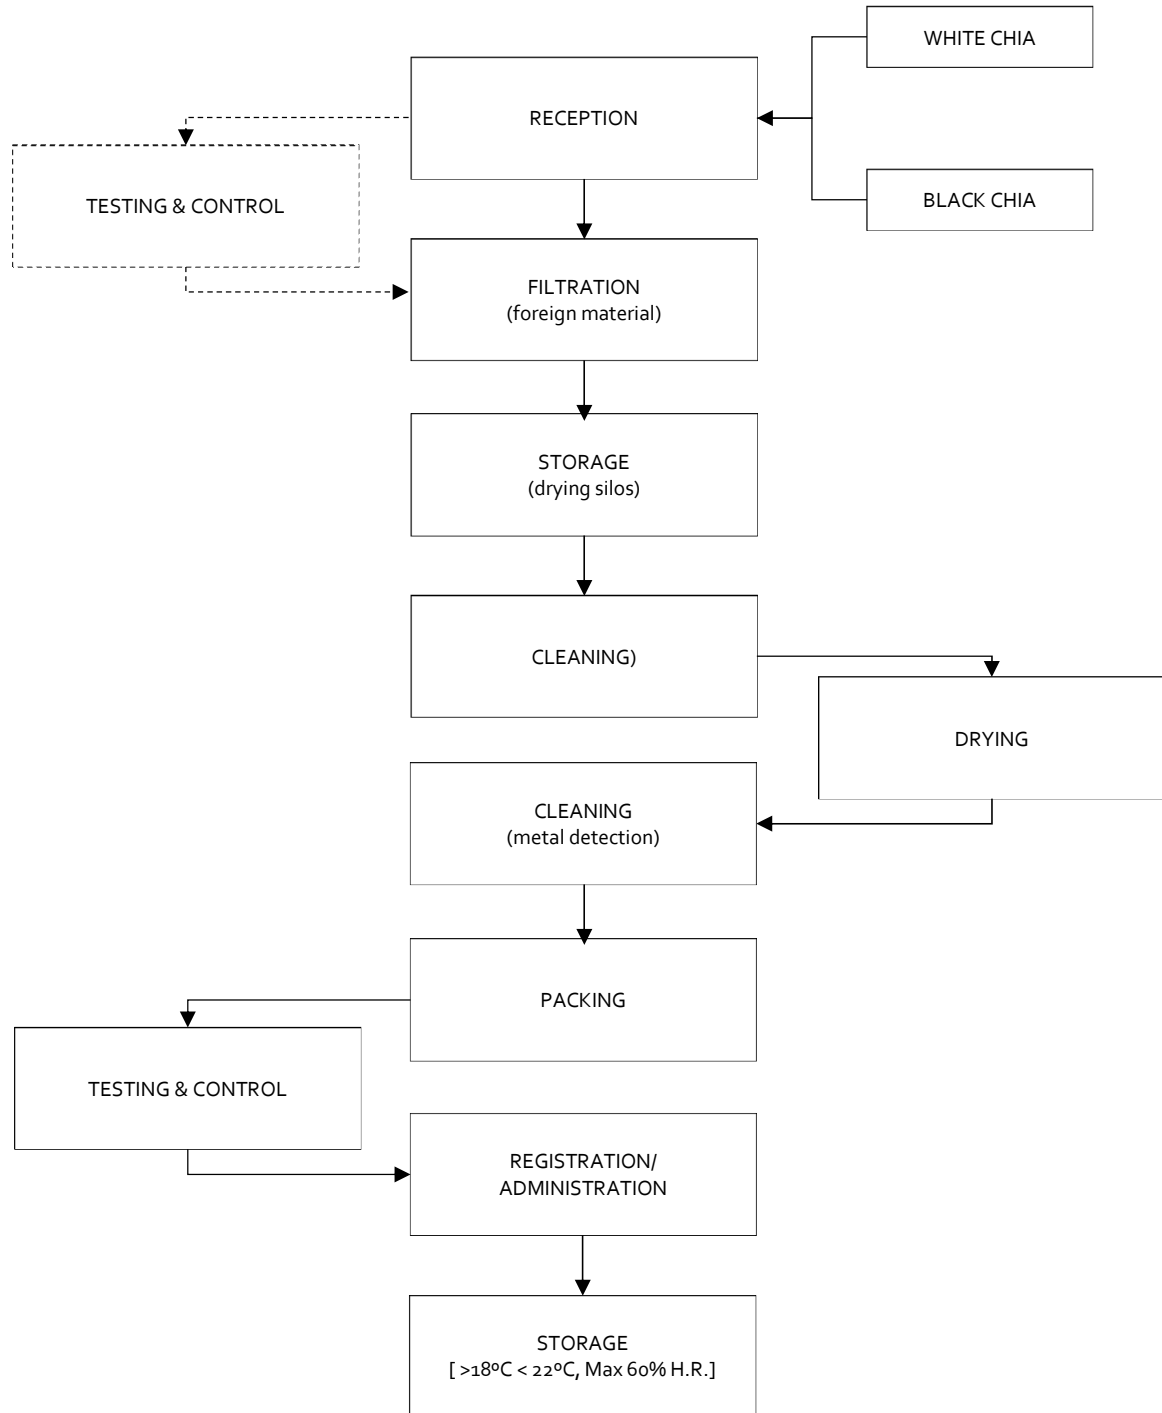 WHITE CHIA
RECEPTION
TESTING & CONTROL
BLACK CHIA
FILTRATION
(foreign material)
STORAGE
(drying silos)
CLEANING)
DRYING
CLEANING
(metal detection)
PACKING
TESTING & CONTROL
REGISTRATION/
ADMINISTRATION
STORAGE
[ >18ºC < 22ºC, Max 60% H.R.]